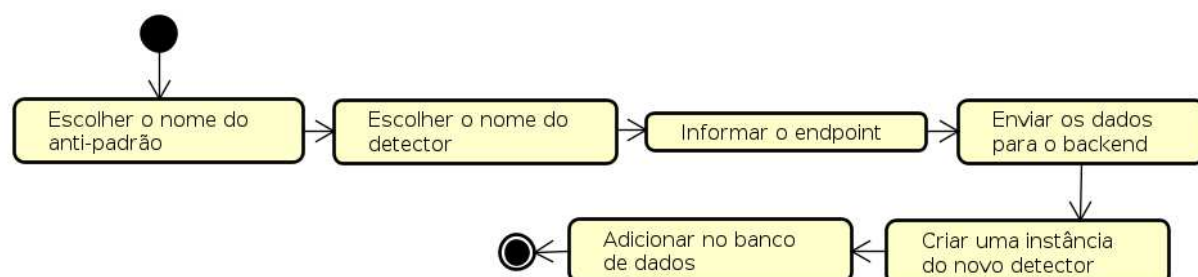 Escolher o nome do
anti-padrão
Escolher o nome do
detector
Informar o endpoint
Enviar os dados
para o backend
Criar uma instância
do novo detector
Adicionar no banco
de dados